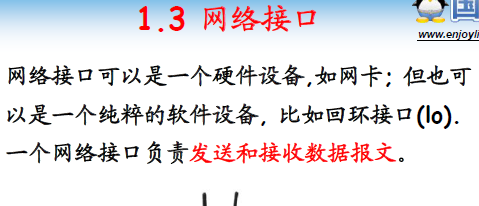 1.3 网络接口
www.enjoyli
网络接口可以是一个硬件设备,如网卡; 但也可
以是一个纯粹的软件设备, 比如回环接口(lo).
一个网络接口负责发送和接收数据报文。